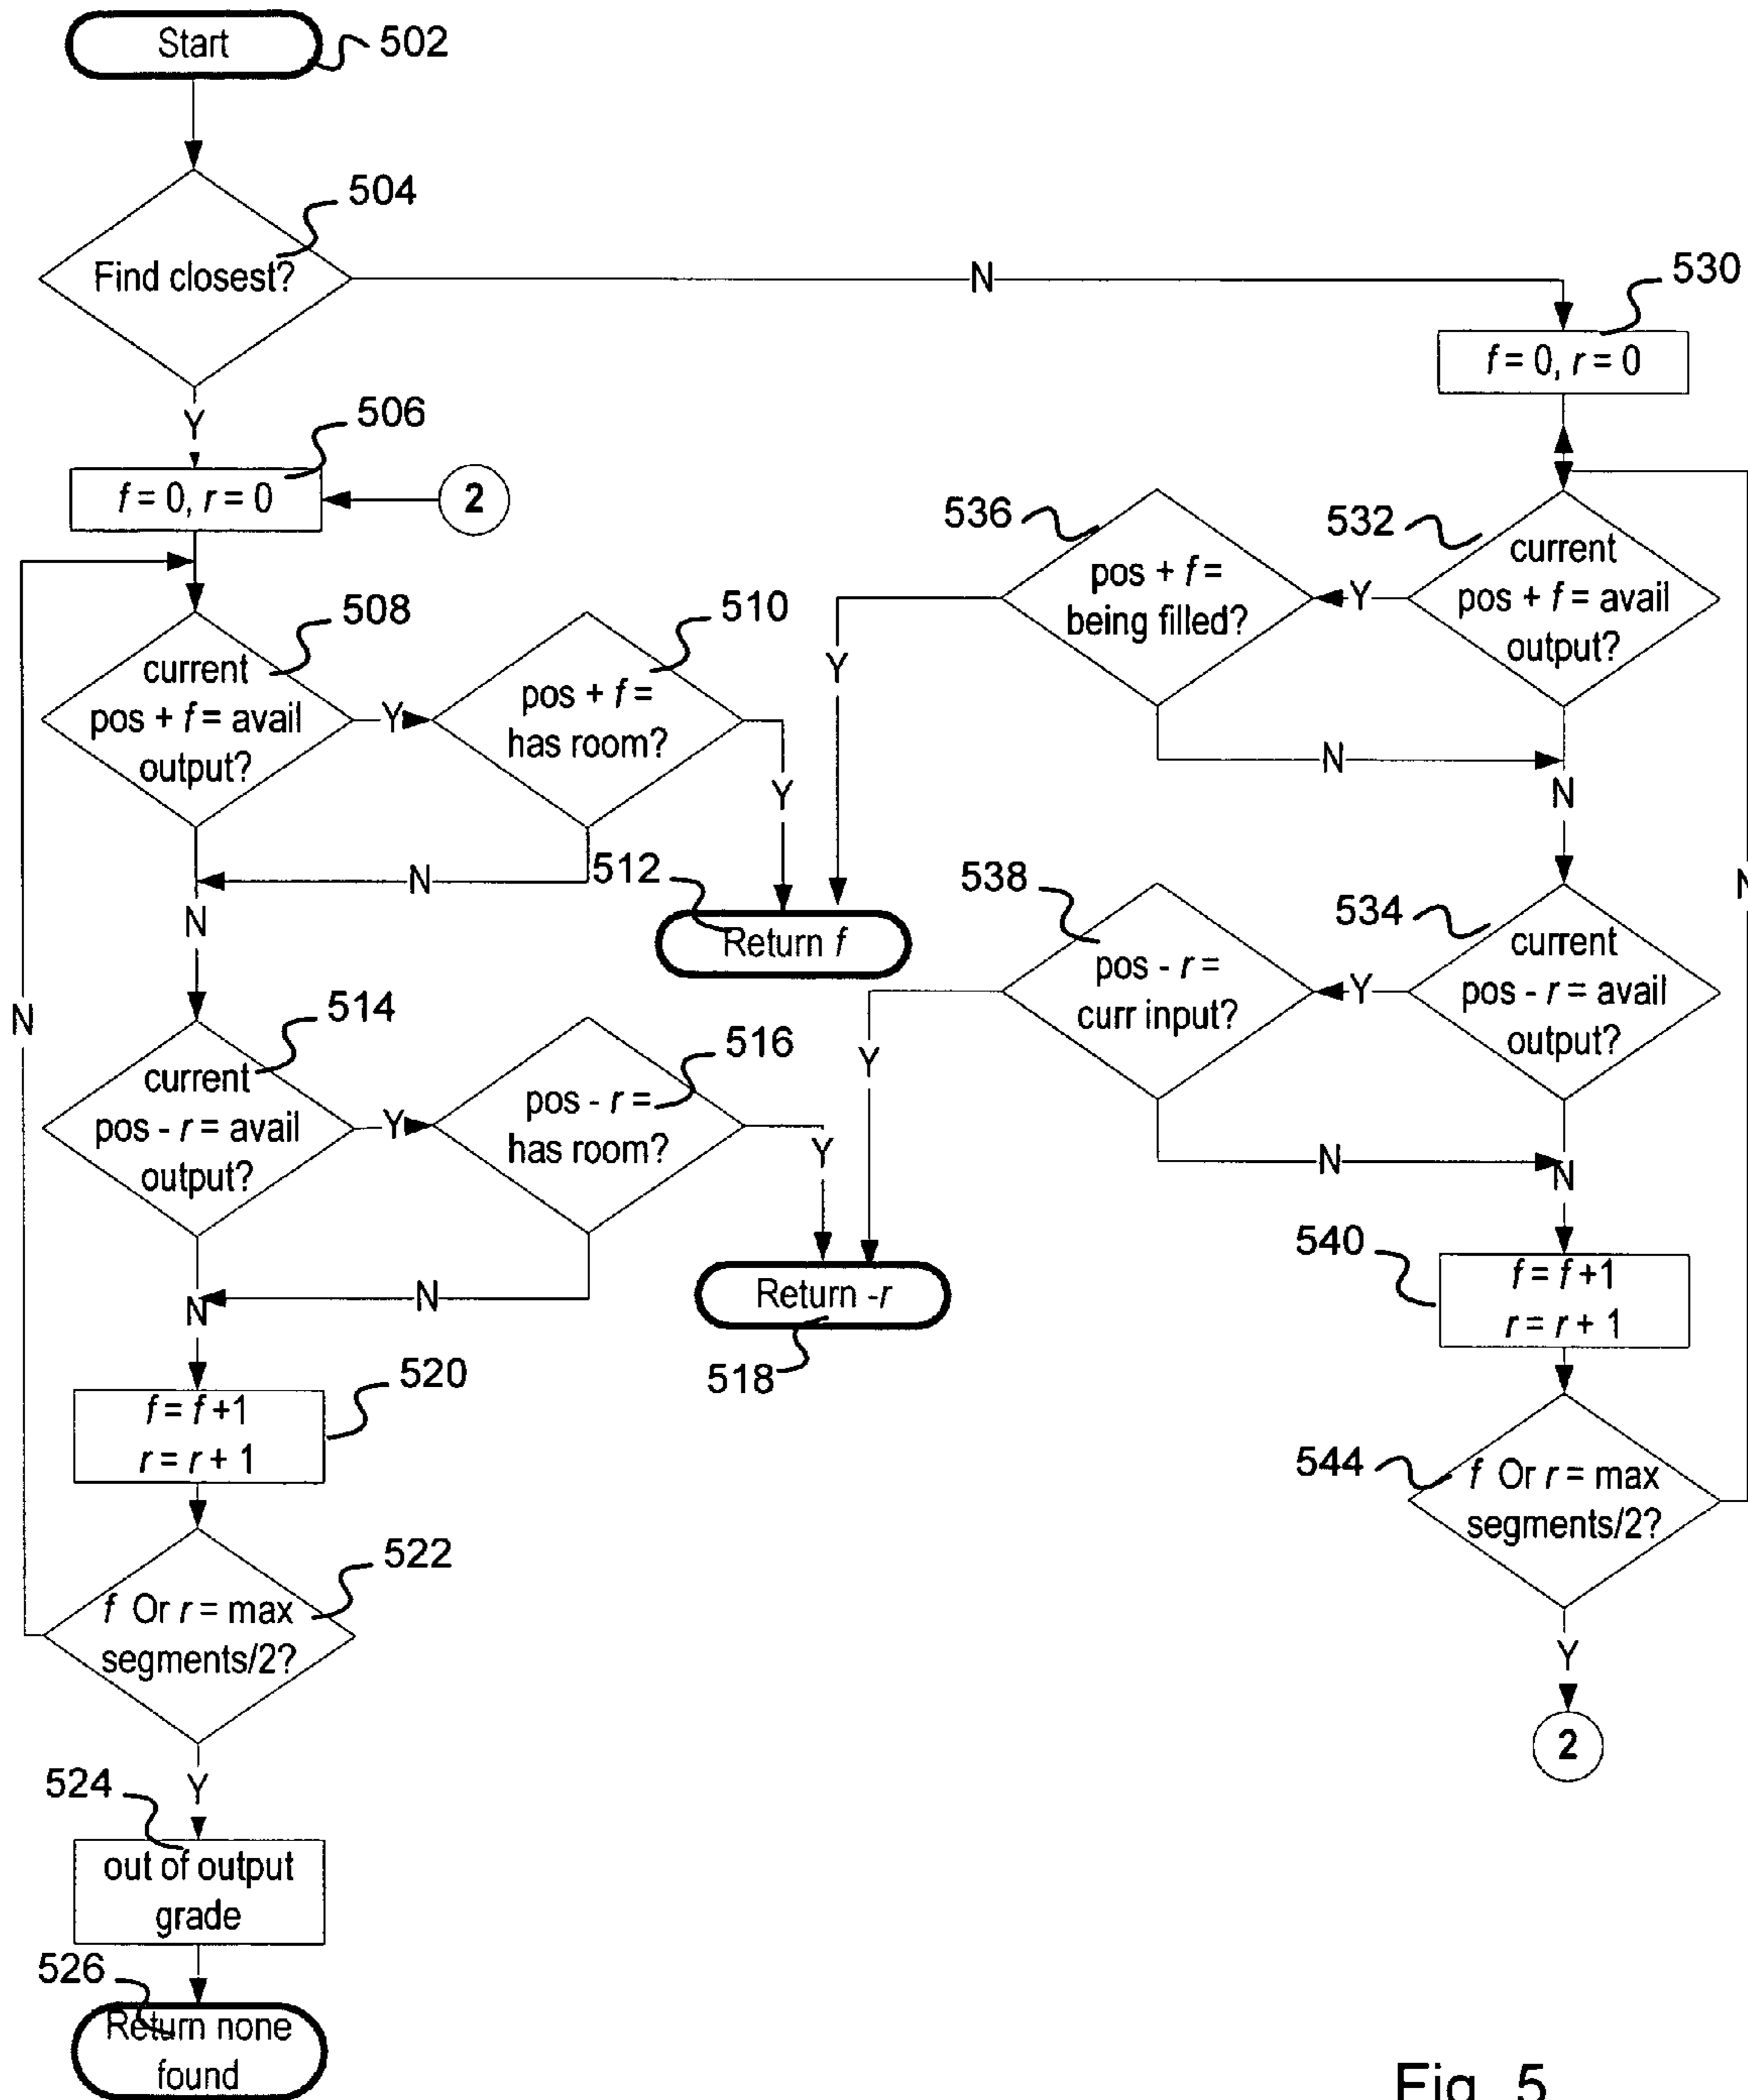 Start
502
504
Find closest?
N
530
f = 0, r = 0
Y
506
f = 0, r = 0
2
536
pos + f =
being filled?
Y
532
current
pos + f = avail
output?
508
current
pos + f = avail
output?
Y
510
pos + f =
has room?
Y
Y
N
N
N
N
512
Return f
N
538
pos - r =
curr input?
Y
534
current
pos - r = avail
output?
N
N
514
current
pos - r = avail
output?
Y
516
pos - r =
has room?
Y
Y
N
N
N
N
518
Return -r
540
f = f +1
r = r + 1
520
f = f +1
r = r + 1
544
f Or r = max
segments/2?
522
f Or r = max
segments/2?
Y
2
Y
524
out of output
grade
526
Return none
found
Fig. 5